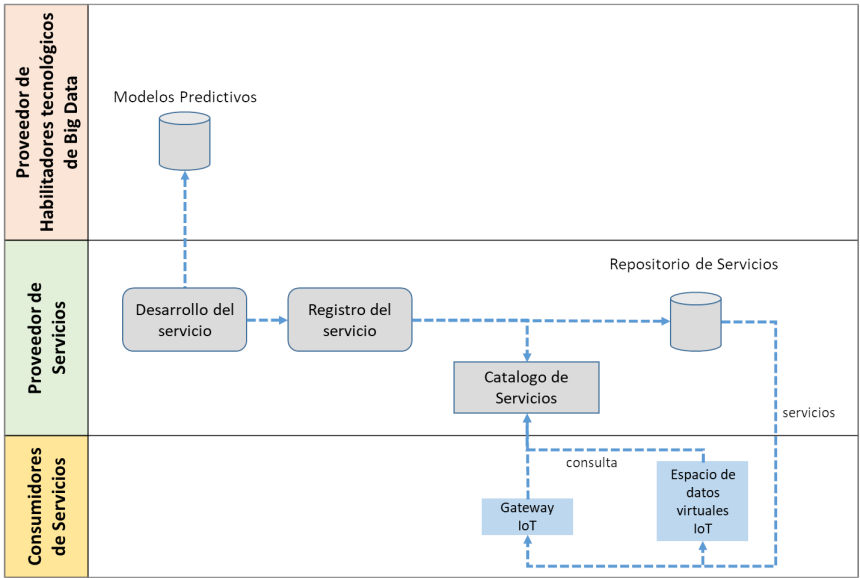 Proveedor de
Habilitadores tecnológicos
de Big Data
Modelos Predictivos
Proveedor de
Servicios
Desarrollo del
servicio
Registro del
servicio
Repositorio de Servicios
Catalogo de
Servicios
servicios
Consumidores
de Servicios
consulta
Gateway
IoT
Espacio de
datos
virtuales
IoT